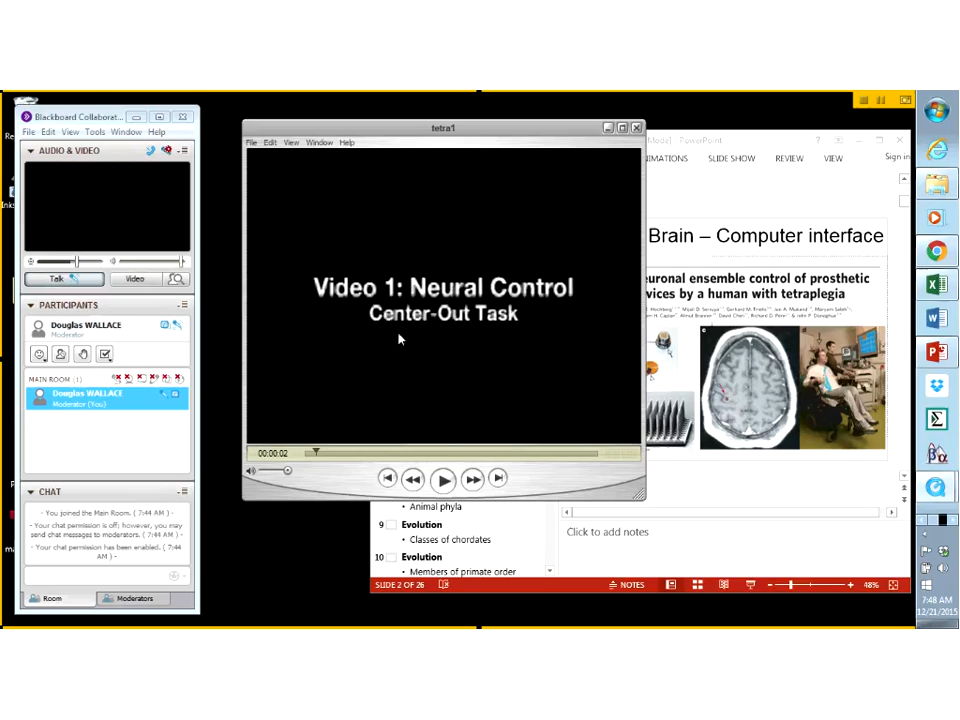 Blackboard Collaborat...
File Edit View Tools Window Help
AUDIO & VIDEO
Talk
Video
PARTICIPANTS
Douglas WALLACE
Moderator
MAIN ROOM (1)
Douglas WALLACE
Moderator (You)
CHAT
- You joined the Main Room. ( 7:44 AM ) -
- Your chat permission is off; however, you may
send chat messages to moderators. ( 7:44 AM ) -
- Your chat permission has been enabled. ( 7:44
AM ) -
Room
Moderators
tetra1
File Edit View Window Help
Video 1: Neural Control
Center-Out Task
00:00:02
PowerPoint
SLIDE SHOW REVIEW VIEW
Sign in
Brain – Computer interface
euronal ensemble control of prosthetic
vices by a human with tetraplegia
• Animal phyla
9 Evolution
• Classes of chordates
10 Evolution
• Members of primate order
Click to add notes
SLIDE 2 OF 26
NOTES
48%
7:48 AM
12/21/2015